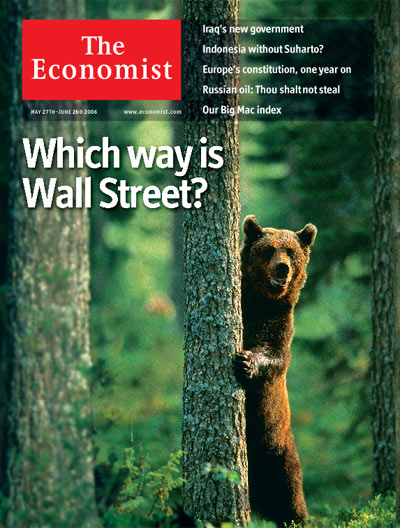 The
Economist
MAY 27TH-JUNE 2ND 2006 www.economist.com
Iraq's new government
Indonesia without Suharto?
Europe's constitution, one year on
Russian oil: Thou shalt not steal
Our Big Mac index
Which way is
Wall Street?